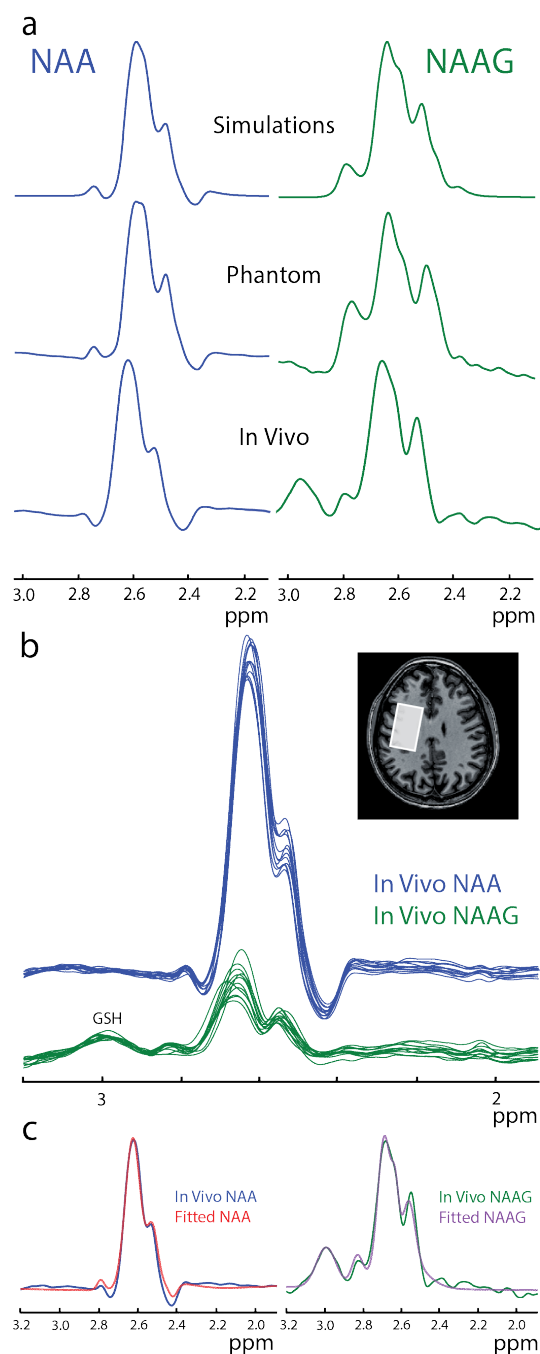 a
NAA
NAAG
Simulations
Phantom
In Vivo
3.0 2.8 2.6 2.4 2.2
ppm
3.0 2.8 2.6 2.4 2.2
ppm
b
In Vivo NAA
In Vivo NAAG
GSH
3 2
ppm
c
In Vivo NAA
Fitted NAA
In Vivo NAAG
Fitted NAAG
3.2 3.0 2.8 2.6 2.4 2.2 2.0
ppm
3.2 3.0 2.8 2.6 2.4 2.2 2.0
ppm